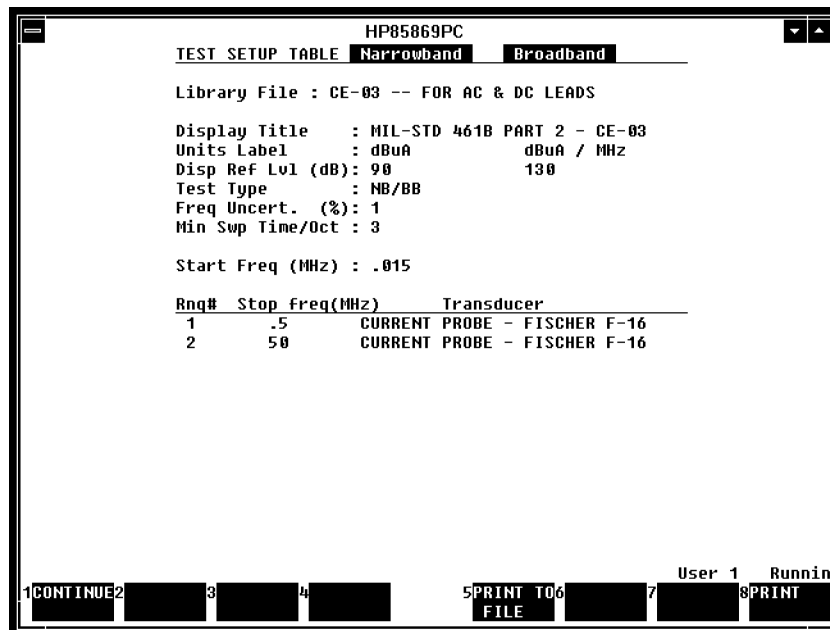 HP85869PC
TEST SETUP TABLE Narrowband Broadband
Library File : CE-03 -- FOR AC & DC LEADS
Display Title : MIL-STD 461B PART 2 - CE-03
Units Label : dBuA dBuA / MHz
Disp Ref Lvl (dB): 90 130
Test Type : NB/BB
Freq Uncert. (%): 1
Min Swp Time/Oct : 3
Start Freq (MHz) : .015
Rng# Stop freq(MHz) Transducer
1 .5 CURRENT PROBE - FISCHER F-16
2 50 CURRENT PROBE - FISCHER F-16
User 1 Runnin
1CONTINUE2 3 4 5PRINT TO6 7 8PRINT
FILE